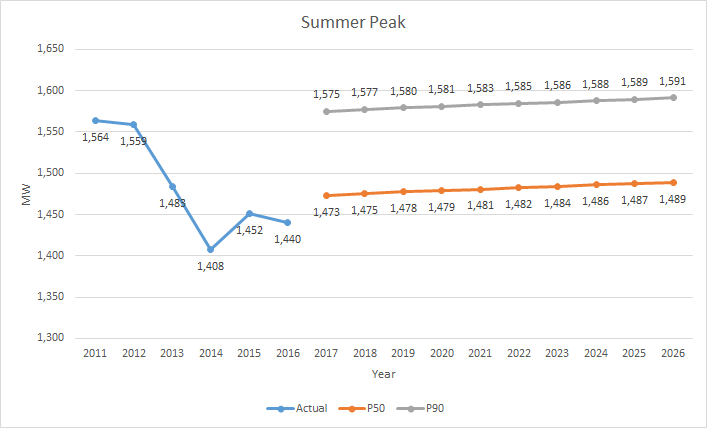 Summer Peak
1,650
1,600
1,550
1,500
1,450
1,400
1,350
1,300
MW
1,575 1,577 1,580 1,581 1,583 1,585 1,586 1,588 1,589 1,591
1,564 1,559 1,483 1,408 1,452 1,440
1,473 1,475 1,478 1,479 1,481 1,482 1,484 1,486 1,487 1,489
2011 2012 2013 2014 2015 2016 2017 2018 2019 2020 2021 2022 2023 2024 2025 2026
Year
Actual P50 P90